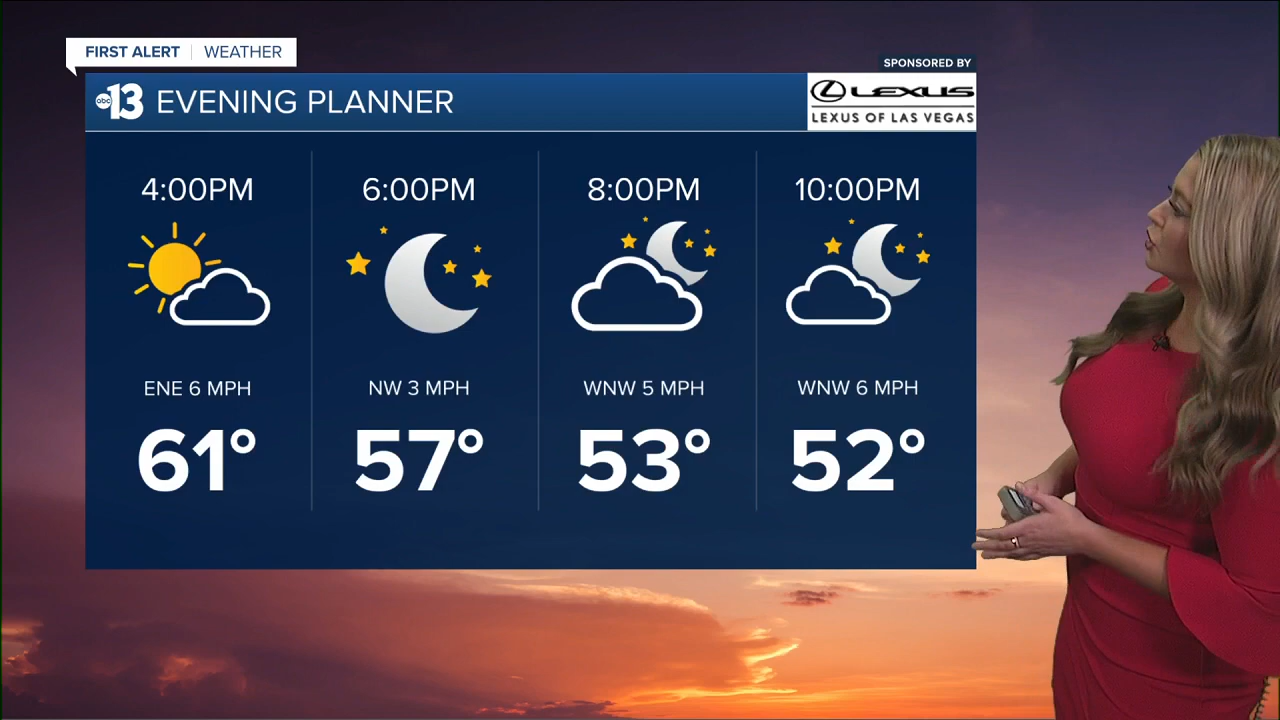 FIRST ALERT | WEATHER
SPONSORED BY
abc 13 EVENING PLANNER
LEXUS
LEXUS OF LAS VEGAS
4:00PM 6:00PM 8:00PM 10:00PM
ENE 6 MPH NW 3 MPH WNW 5 MPH WNW 6 MPH
61° 57° 53° 52°